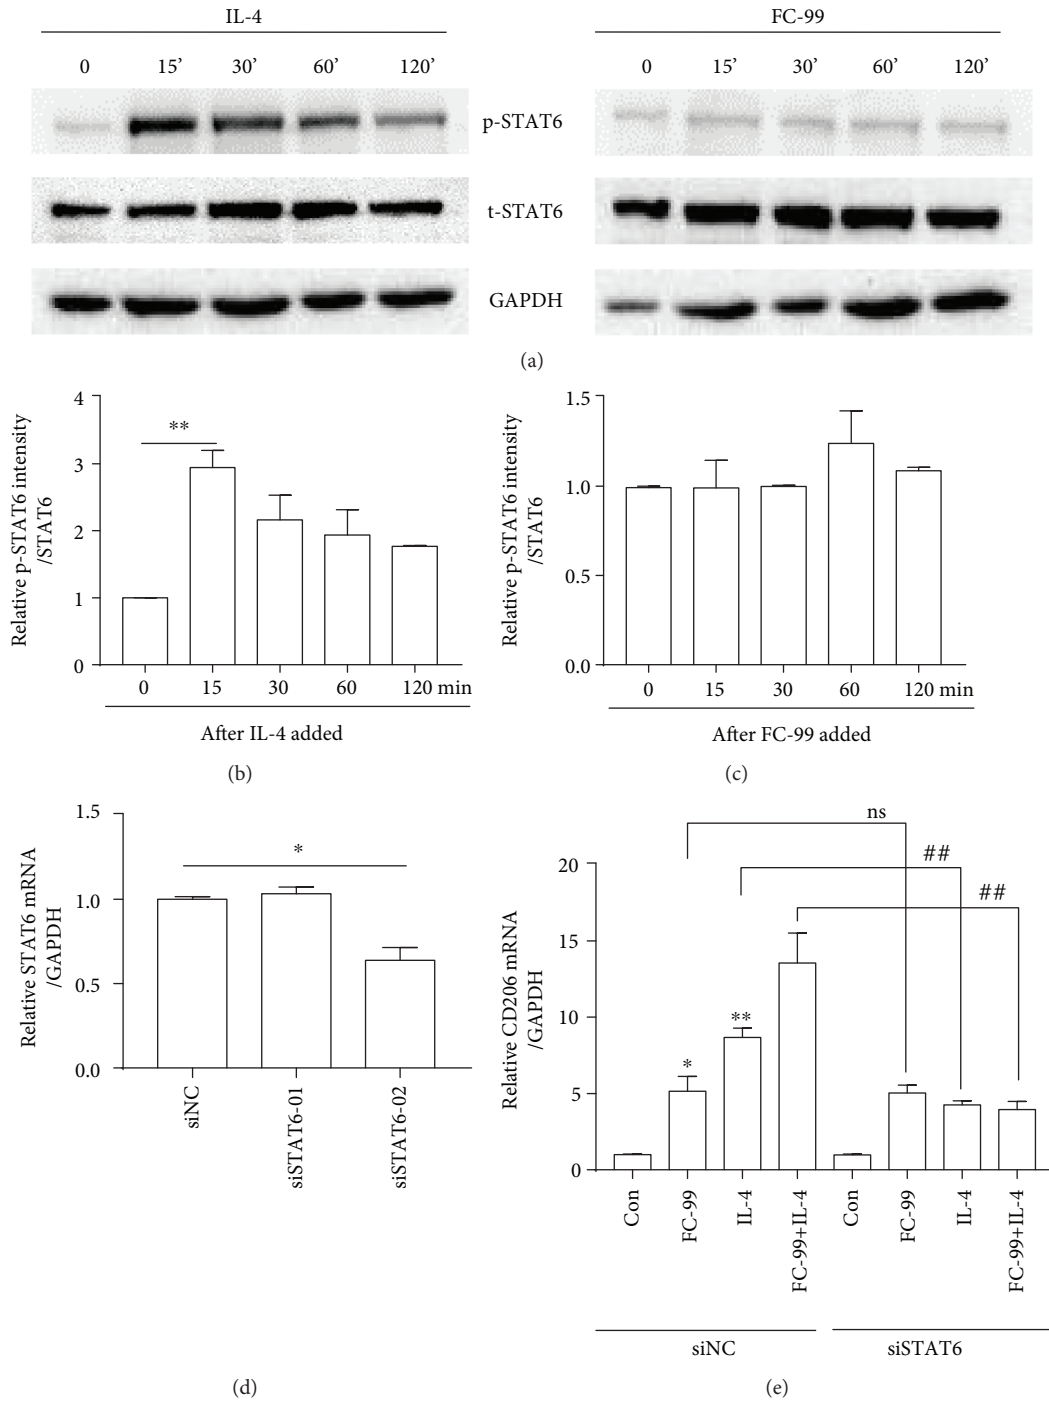 IL-4
FC-99
0 15’ 30’ 60’ 120’
0 15’ 30’ 60’ 120’
p-STAT6
t-STAT6
GAPDH
(a)
Relative p-STAT6 intensity
/STAT6
4
3
2
1
0
**
0 15 30 60 120 min
After IL-4 added
(b)
Relative p-STAT6 intensity
/STAT6
1.5
1.0
0.5
0.0
0 15 30 60 120 min
After FC-99 added
(c)
Relative STAT6 mRNA
/GAPDH
1.5
1.0
0.5
0.0
*
siNC
siSTAT6-01
siSTAT6-02
(d)
Relative CD206 mRNA
/GAPDH
20
15
10
5
0
ns
##
##
*
**
Con
FC-99
IL-4
FC-99+IL-4
Con
FC-99
IL-4
FC-99+IL-4
siNC
siSTAT6
(e)